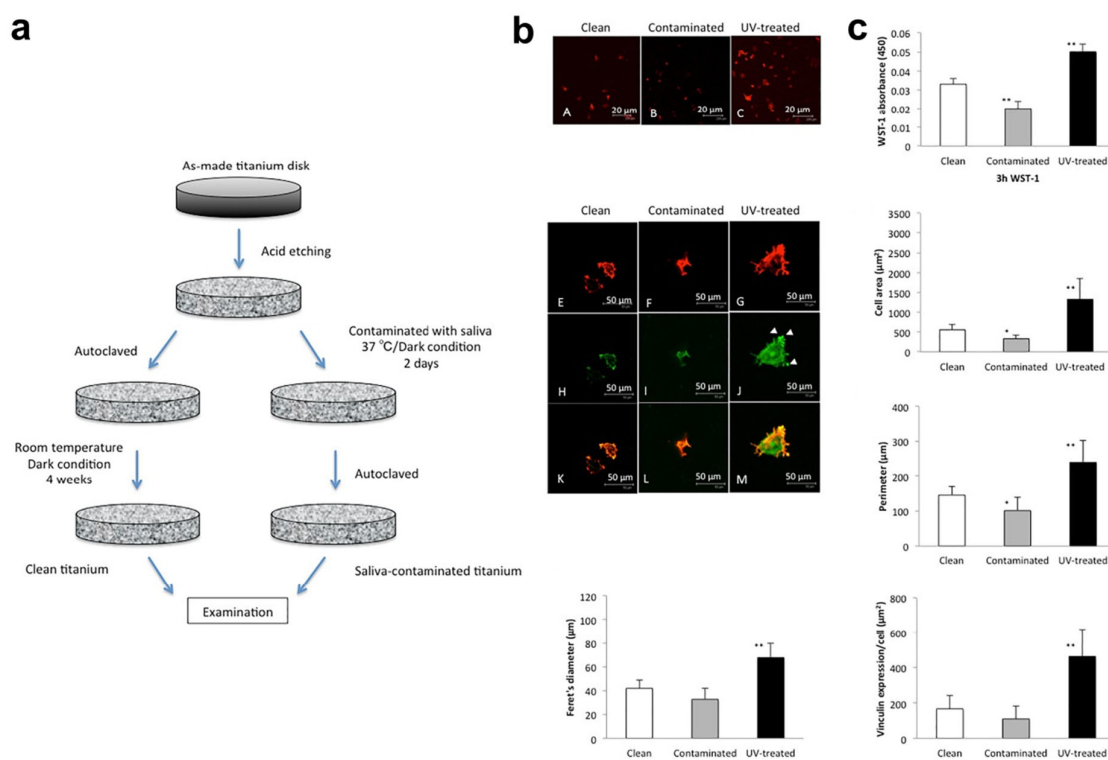 a
As-made titanium disk
Acid etching
Autoclaved
Contaminated with saliva
37 ℃/Dark condition
2 days
Room temperature
Dark condition
4 weeks
Autoclaved
Clean titanium
Saliva-contaminated titanium
Examination
b
Clean Contaminated UV-treated
A 20 µm B 20 µm C 20 µm
Clean Contaminated UV-treated
E 50 µm F 50 µm G 50 µm
H 50 µm I 50 µm J 50 µm
K 50 µm L 50 µm M 50 µm
Feret's diameter (µm)
120
100
80
60
40
20
0
**
Clean Contaminated UV-treated
c
WST-1 absorbance (450)
0.06
0.05
0.04
0.03
0.02
0.01
0
**
**
Clean Contaminated UV-treated
3h WST-1
Cell area (µm²)
3500
3000
2500
2000
1500
1000
500
0
*
**
Clean Contaminated UV-treated
Perimeter (µm)
400
300
200
100
0
*
**
Clean Contaminated UV-treated
Vinculin expression/cell (µm²)
800
600
400
200
0
**
Clean Contaminated UV-treated